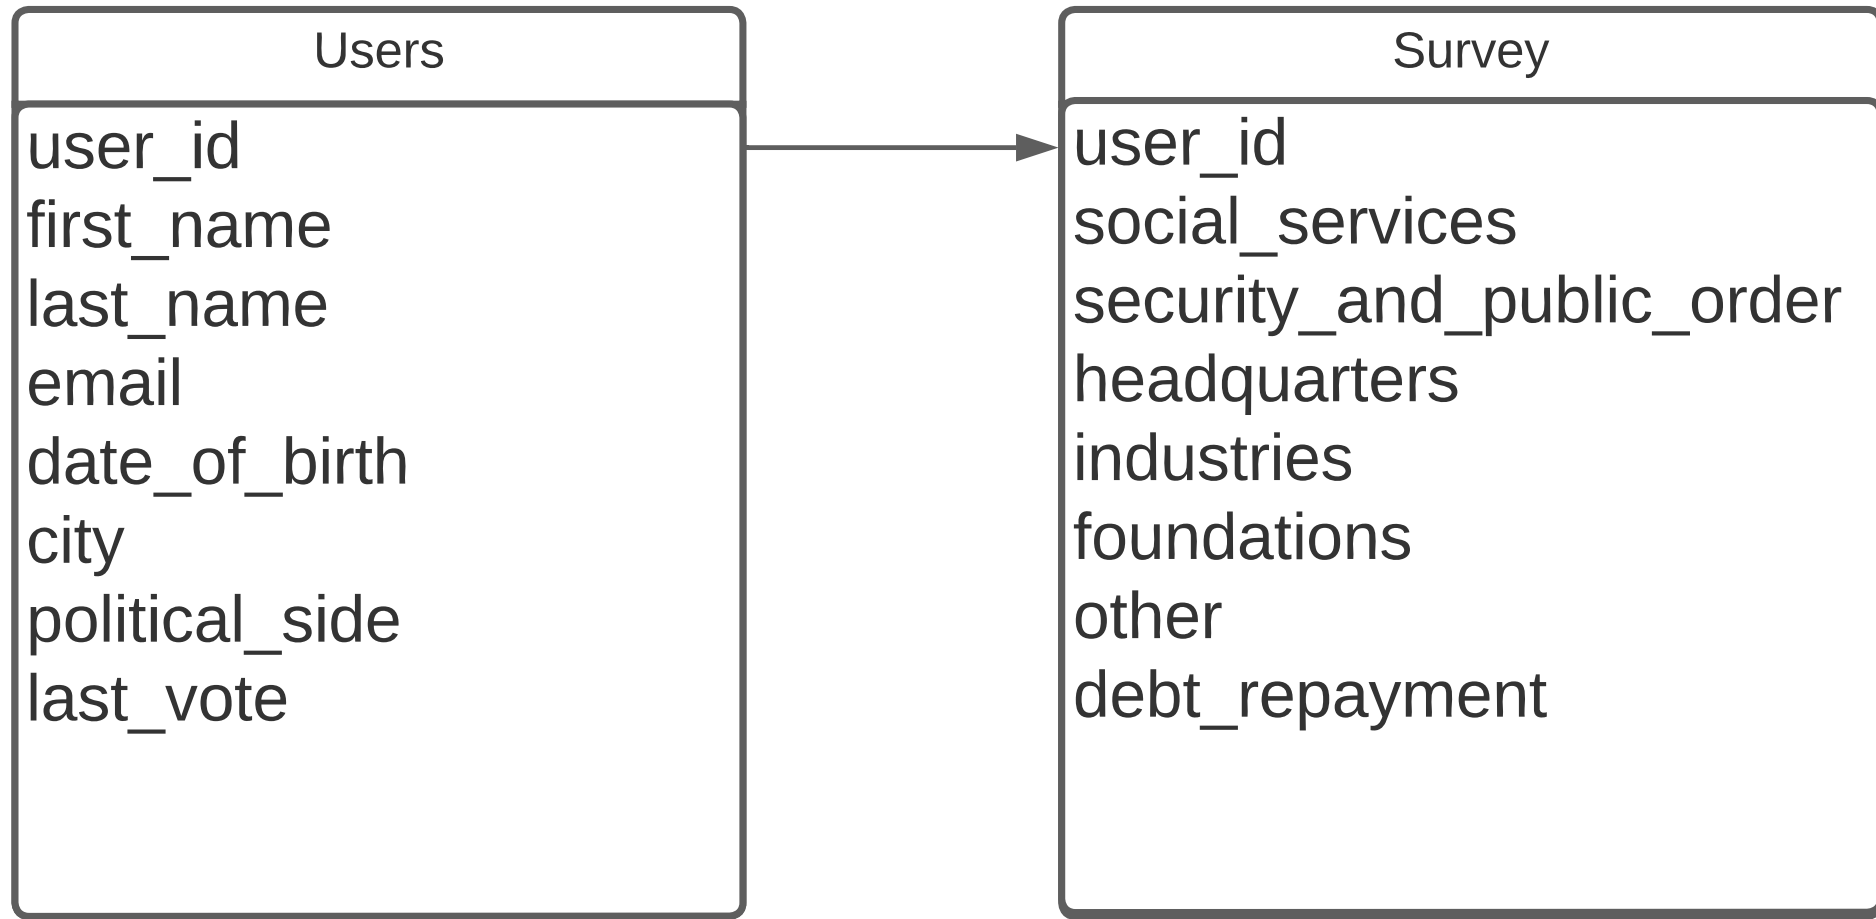 Users
user_id
first_name
last_name
email
date_of_birth
city
political_side
last_vote
Survey
user_id
social_services
security_and_public_order
headquarters
industries
foundations
other
debt_repayment